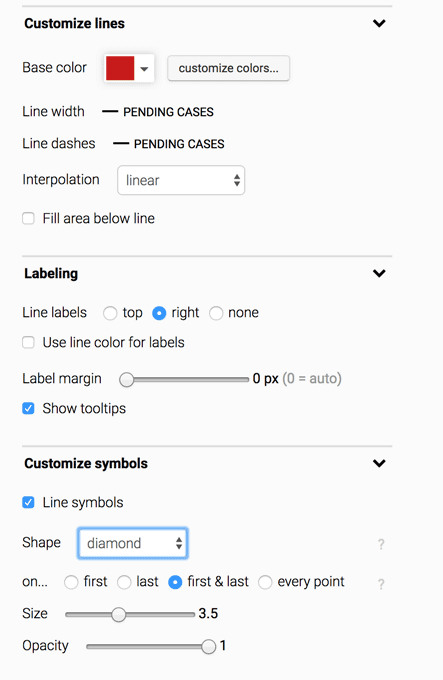 Customize lines
Base color customize colors...
Line width PENDING CASES
Line dashes PENDING CASES
Interpolation linear
Fill area below line
Labeling
Line labels top right none
Use line color for labels
Label margin 0 px (0 = auto)
Show tooltips
Customize symbols
Line symbols
Shape diamond ?
on... first last first & last every point ?
Size 3.5
Opacity 1